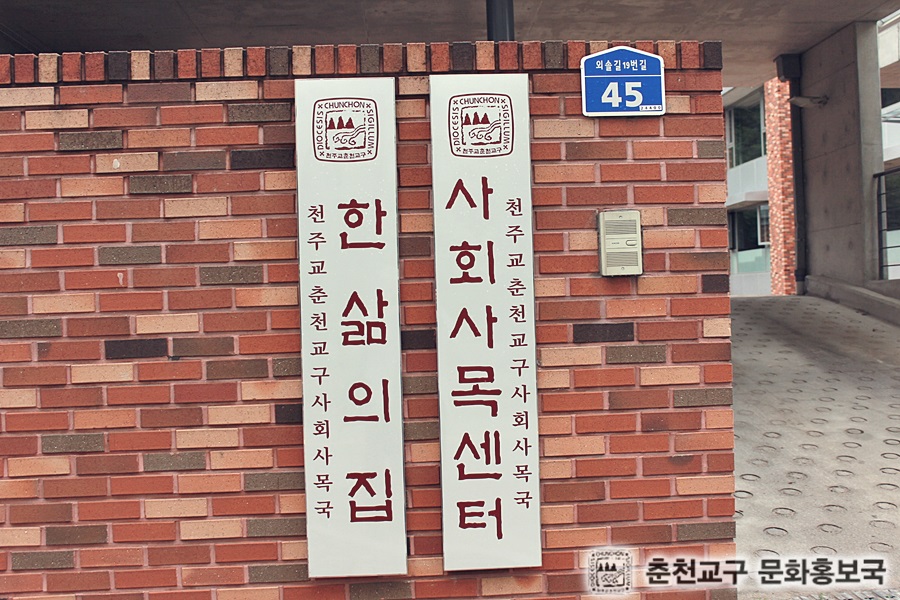 CHUNCHON
DIOCESIS
SIGILLUM
천주교춘천교구
한삶의집
천주교춘천교구사회사목국
CHUNCHON
DIOCESIS
SIGILLUM
천주교춘천교구
사회사목센터
천주교춘천교구사회사목국
외솔길19번길
45
춘천교구 문화홍보국